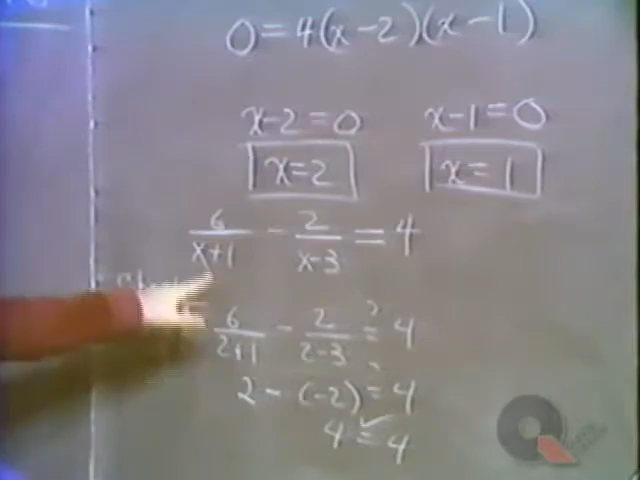 0=4(x-2)(x-1)
x-2=0 x-1=0
x=2 x=1
6/(x+1) - 2/(x-3) = 4
6/(2+1) - 2/(2-3) ?= 4
2 - (-2) ?= 4
4 =✓ 4